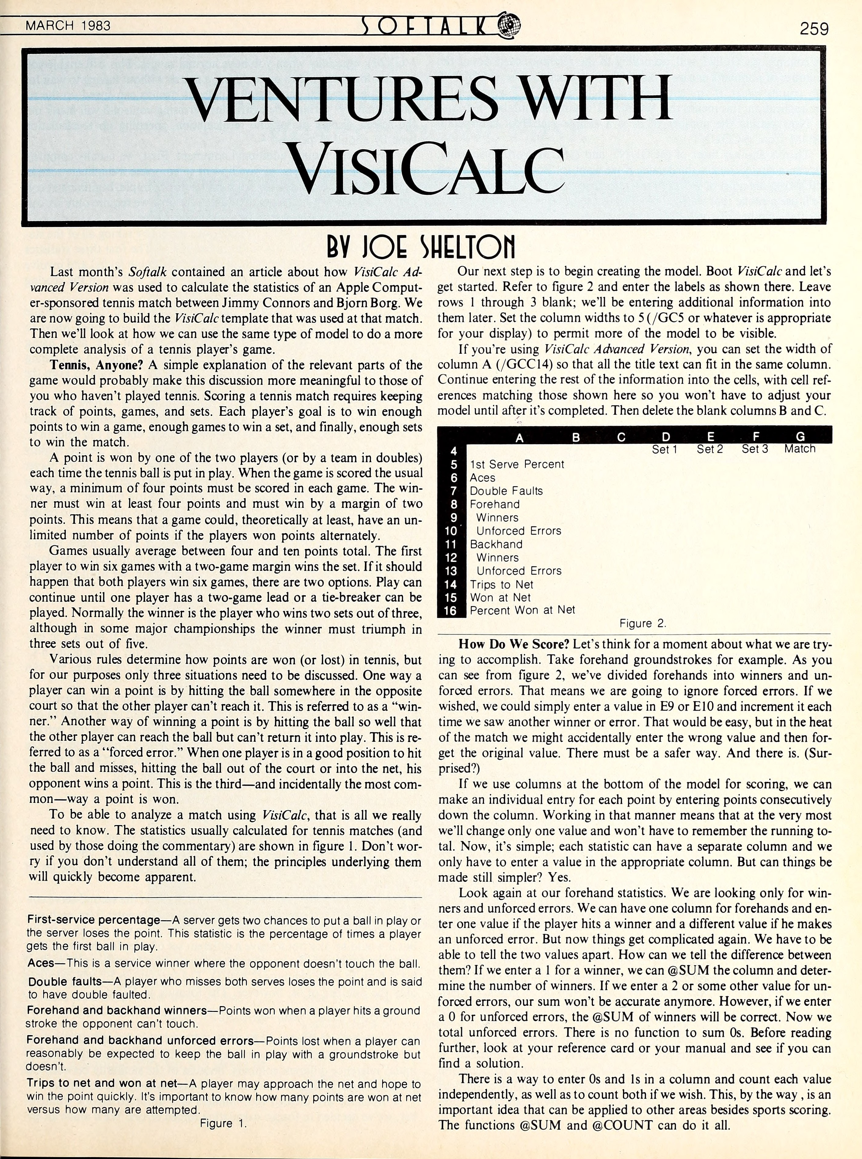 MARCH 1983
SOFTALK
259
VENTURES WITH
VISICALC
BY JOE SHELTON
Last month's Softalk contained an article about how VisiCalc Ad-
vanced Version was used to calculate the statistics of an Apple Comput-
er-sponsored tennis match between Jimmy Connors and Bjorn Borg. We
are now going to build the VisiCalc template that was used at that match.
Then we'll look at how we can use the same type of model to do a more
complete analysis of a tennis player's game.
Tennis, Anyone? A simple explanation of the relevant parts of the
game would probably make this discussion more meaningful to those of
you who haven't played tennis. Scoring a tennis match requires keeping
track of points, games, and sets. Each player's goal is to win enough
points to win a game, enough games to win a set, and finally, enough sets
to win the match.
A point is won by one of the two players (or by a team in doubles)
each time the tennis ball is put in play. When the game is scored the usual
way, a minimum of four points must be scored in each game. The win-
ner must win at least four points and must win by a margin of two
points. This means that a game could, theoretically at least, have an un-
limited number of points if the players won points alternately.
Games usually average between four and ten points total. The first
player to win six games with a two-game margin wins the set. If it should
happen that both players win six games, there are two options. Play can
continue until one player has a two-game lead or a tie-breaker can be
played. Normally the winner is the player who wins two sets out of three,
although in some major championships the winner must triumph in
three sets out of five.
Various rules determine how points are won (or lost) in tennis, but
for our purposes only three situations need to be discussed. One way a
player can win a point is by hitting the ball somewhere in the opposite
court so that the other player can't reach it. This is referred to as a "win-
ner." Another way of winning a point is by hitting the ball so well that
the other player can reach the ball but can't return it into play. This is re-
ferred to as a "forced error." When one player is in a good position to hit
the ball and misses, hitting the ball out of the court or into the net, his
opponent wins a point. This is the third—and incidentally the most com-
mon—way a point is won.
To be able to analyze a match using VisiCalc, that is all we really
need to know. The statistics usually calculated for tennis matches (and
used by those doing the commentary) are shown in figure 1. Don't wor-
ry if you don't understand all of them; the principles underlying them
will quickly become apparent.
First-service percentage—A server gets two chances to put a ball in play or
the server loses the point. This statistic is the percentage of times a player
gets the first ball in play.
Aces—This is a service winner where the opponent doesn't touch the ball.
Double faults—A player who misses both serves loses the point and is said
to have double faulted.
Forehand and backhand winners—Points won when a player hits a ground
stroke the opponent can't touch.
Forehand and backhand unforced errors—Points lost when a player can
reasonably be expected to keep the ball in play with a groundstroke but
doesn't.
Trips to net and won at net—A player may approach the net and hope to
win the point quickly. It's important to know how many points are won at net
versus how many are attempted.
Figure 1.
Our next step is to begin creating the model. Boot VisiCalc and let's
get started. Refer to figure 2 and enter the labels as shown there. Leave
rows 1 through 3 blank; we'll be entering additional information into
them later. Set the column widths to 5 (/GC5 or whatever is appropriate
for your display) to permit more of the model to be visible.
If you're using VisiCalc Advanced Version, you can set the width of
column A (/GCC14) so that all the title text can fit in the same column.
Continue entering the rest of the information into the cells, with cell ref-
erences matching those shown here so you won't have to adjust your
model until after it's completed. Then delete the blank columns B and C.
A B C D E F G
4 Set 1 Set 2 Set 3 Match
5 1st Serve Percent
6 Aces
7 Double Faults
8 Forehand
9 Winners
10 Unforced Errors
11 Backhand
12 Winners
13 Unforced Errors
14 Trips to Net
15 Won at Net
16 Percent Won at Net
Figure 2.
How Do We Score? Let's think for a moment about what we are try-
ing to accomplish. Take forehand groundstrokes for example. As you
can see from figure 2, we've divided forehands into winners and un-
forced errors. That means we are going to ignore forced errors. If we
wished, we could simply enter a value in E9 or E10 and increment it each
time we saw another winner or error. That would be easy, but in the heat
of the match we might accidentally enter the wrong value and then for-
get the original value. There must be a safer way. And there is. (Sur-
prised?)
If we use columns at the bottom of the model for scoring, we can
make an individual entry for each point by entering points consecutively
down the column. Working in that manner means that at the very most
we'll change only one value and won't have to remember the running to-
tal. Now, it's simple; each statistic can have a separate column and we
only have to enter a value in the appropriate column. But can things be
made still simpler? Yes.
Look again at our forehand statistics. We are looking only for win-
ners and unforced errors. We can have one column for forehands and en-
ter one value if the player hits a winner and a different value if he makes
an unforced error. But now things get complicated again. We have to be
able to tell the two values apart. How can we tell the difference between
them? If we enter a 1 for a winner, we can @SUM the column and deter-
mine the number of winners. If we enter a 2 or some other value for un-
forced errors, our sum won't be accurate anymore. However, if we enter
a 0 for unforced errors, the @SUM of winners will be correct. Now we
total unforced errors. There is no function to sum 0s. Before reading
further, look at your reference card or your manual and see if you can
find a solution.
There is a way to enter 0s and 1s in a column and count each value
independently, as well as to count both if we wish. This, by the way , is an
important idea that can be applied to other areas besides sports scoring.
The functions @SUM and @COUNT can do it all.